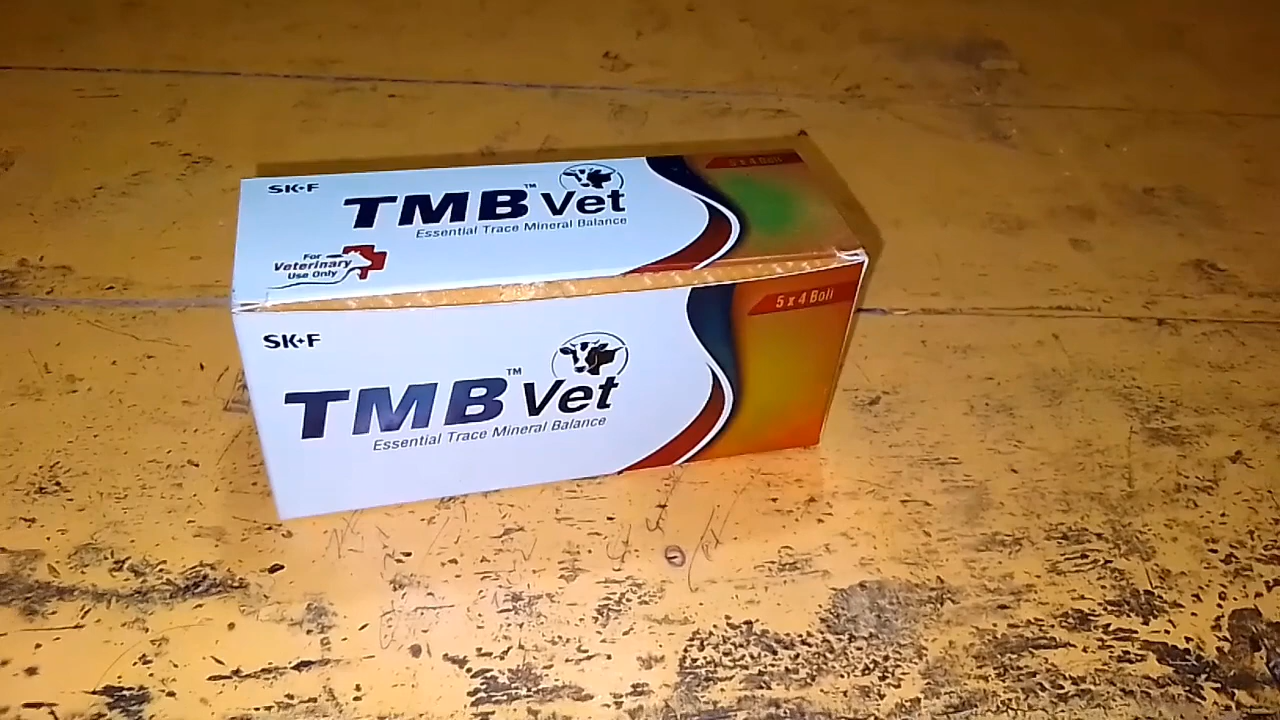 SK+F
TMB™ Vet
Essential Trace Mineral Balance
For
Veterinary
Use Only
5 x 4 Boli
SK+F
TMB™ Vet
Essential Trace Mineral Balance
5 x 4 Boli